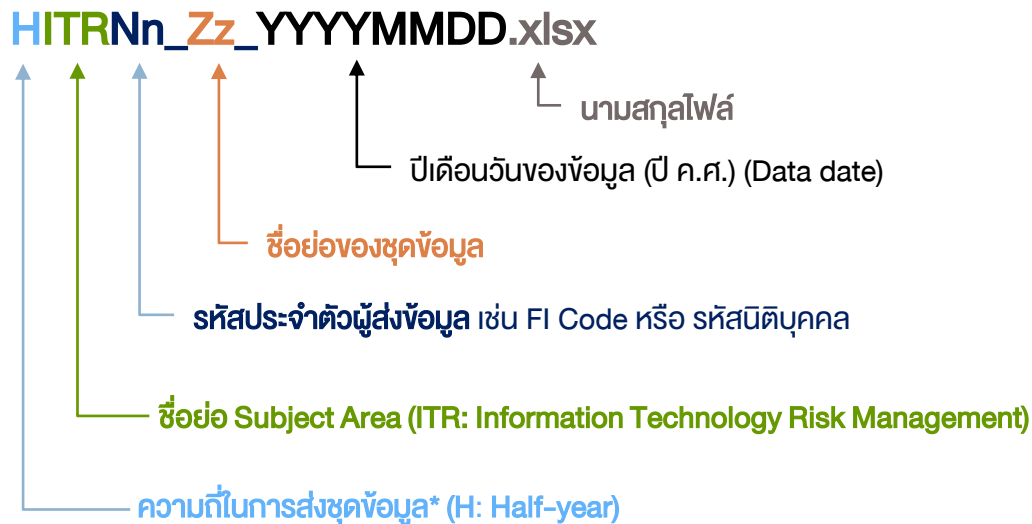 HITRNn_Zz_YYYYMMDD.xlsx
นามสกุลไฟล์
ปีเดือนวันของข้อมูล (ปี ค.ศ.) (Data date)
ชื่อย่อของชุดข้อมูล
รหัสประจำตัวผู้ส่งข้อมูล เช่น FI Code หรือ รหัสนิติบุคคล
ชื่อย่อ Subject Area (ITR: Information Technology Risk Management)
ความถี่ในการส่งชุดข้อมูล* (H: Half-year)